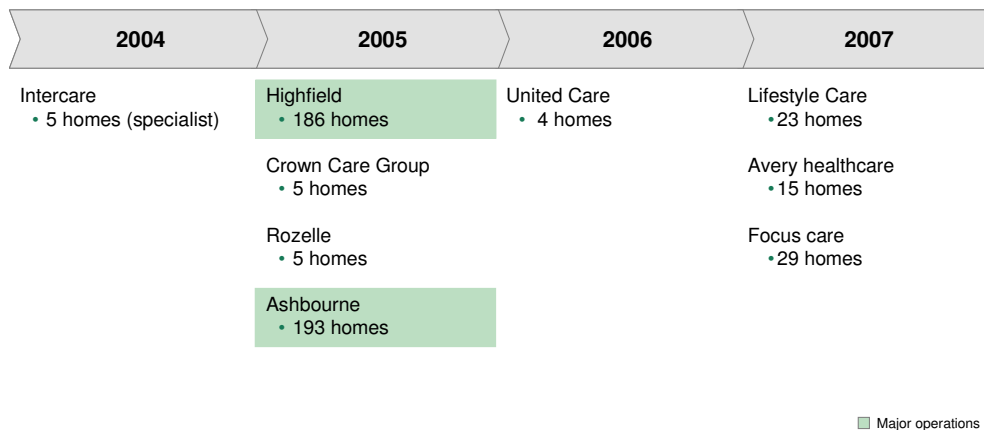 2004
2005
2006
2007
Intercare
• 5 homes (specialist)
Highfield
• 186 homes
Crown Care Group
• 5 homes
Rozelle
• 5 homes
Ashbourne
• 193 homes
United Care
• 4 homes
Lifestyle Care
• 23 homes
Avery healthcare
• 15 homes
Focus care
• 29 homes
Major operations